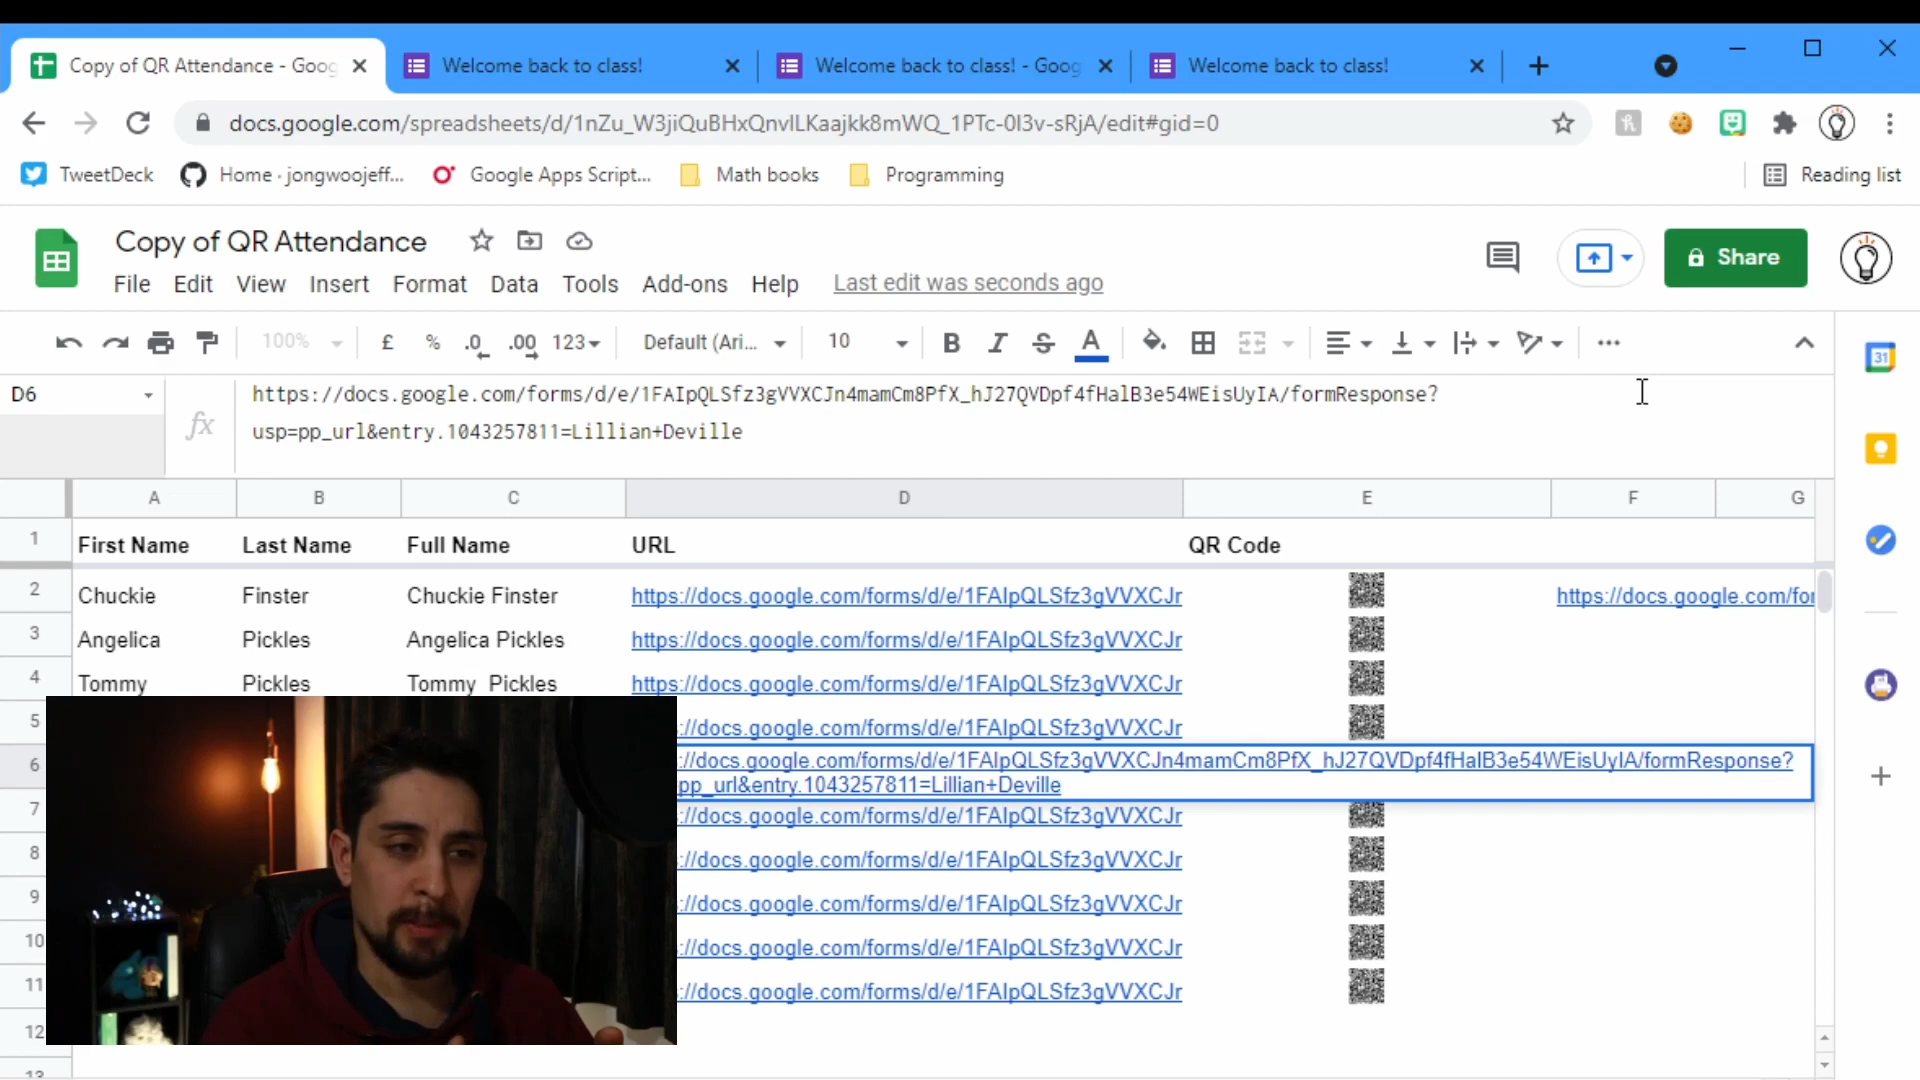 Copy of QR Attendance - Goog
Welcome back to class!
Welcome back to class! - Goog
Welcome back to class!
docs.google.com/spreadsheets/d/1nZu_W3jiQuBHxQnvlLKaajkk8mWQ_1PTc-0I3v-sRjA/edit#gid=0
TweetDeck
Home · jongwoojeff...
Google Apps Script...
Math books
Programming
Reading list
Copy of QR Attendance
Share
File Edit View Insert Format Data Tools Add-ons Help Last edit was seconds ago
100% £ % .0 .00 123 Default (Ari... 10 B I S A
31
D6
fx
https://docs.google.com/forms/d/e/1FAIpQLSfz3gVVXCJn4mamCm8PfX_hJ27QVDpf4fHalB3e54WEisUyIA/formResponse?
usp=pp_url&entry.1043257811=Lillian+Deville
A B C D E F G
1 First Name Last Name Full Name URL QR Code
2 Chuckie Finster Chuckie Finster https://docs.google.com/forms/d/e/1FAIpQLSfz3gVVXCJr https://docs.google.com/for
3 Angelica Pickles Angelica Pickles https://docs.google.com/forms/d/e/1FAIpQLSfz3gVVXCJr
4 Tommy Pickles Tommy Pickles https://docs.google.com/forms/d/e/1FAIpQLSfz3gVVXCJr
5 ://docs.google.com/forms/d/e/1FAIpQLSfz3gVVXCJr
6 ://docs.google.com/forms/d/e/1FAIpQLSfz3gVVXCJn4mamCm8PfX_hJ27QVDpf4fHalB3e54WEisUyIA/formResponse?
pp_url&entry.1043257811=Lillian+Deville
7 ://docs.google.com/forms/d/e/1FAIpQLSfz3gVVXCJr
8 ://docs.google.com/forms/d/e/1FAIpQLSfz3gVVXCJr
9 ://docs.google.com/forms/d/e/1FAIpQLSfz3gVVXCJr
10 ://docs.google.com/forms/d/e/1FAIpQLSfz3gVVXCJr
11 ://docs.google.com/forms/d/e/1FAIpQLSfz3gVVXCJr
12
13